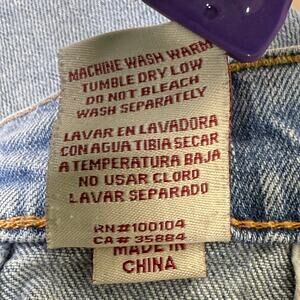 MACHINE WASH WARM
TUMBLE DRY LOW
DO NOT BLEACH
WASH SEPARATELY
LAVAR EN LAVADORA
CON AGUA TIBIA SECAR
A TEMPERATURA BAJA
NO USAR CLORO
LAVAR SEPARADO
RN#100104
CA# 35884
MADE IN
CHINA